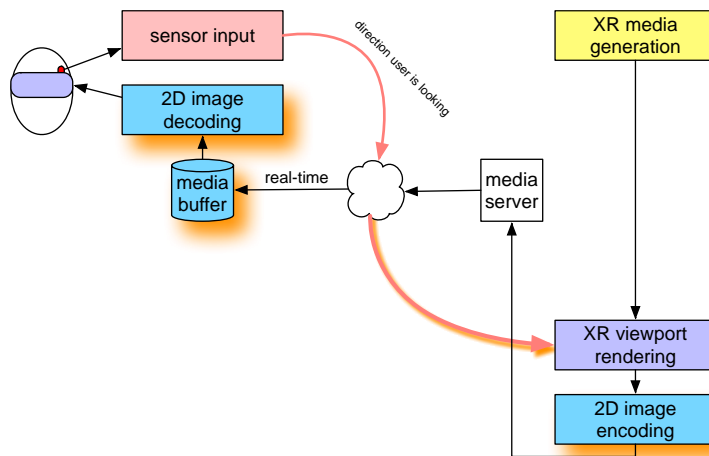 sensor input
direction user is looking
XR media
generation
2D image
decoding
media
buffer
real-time
media
server
XR viewport
rendering
2D image
encoding